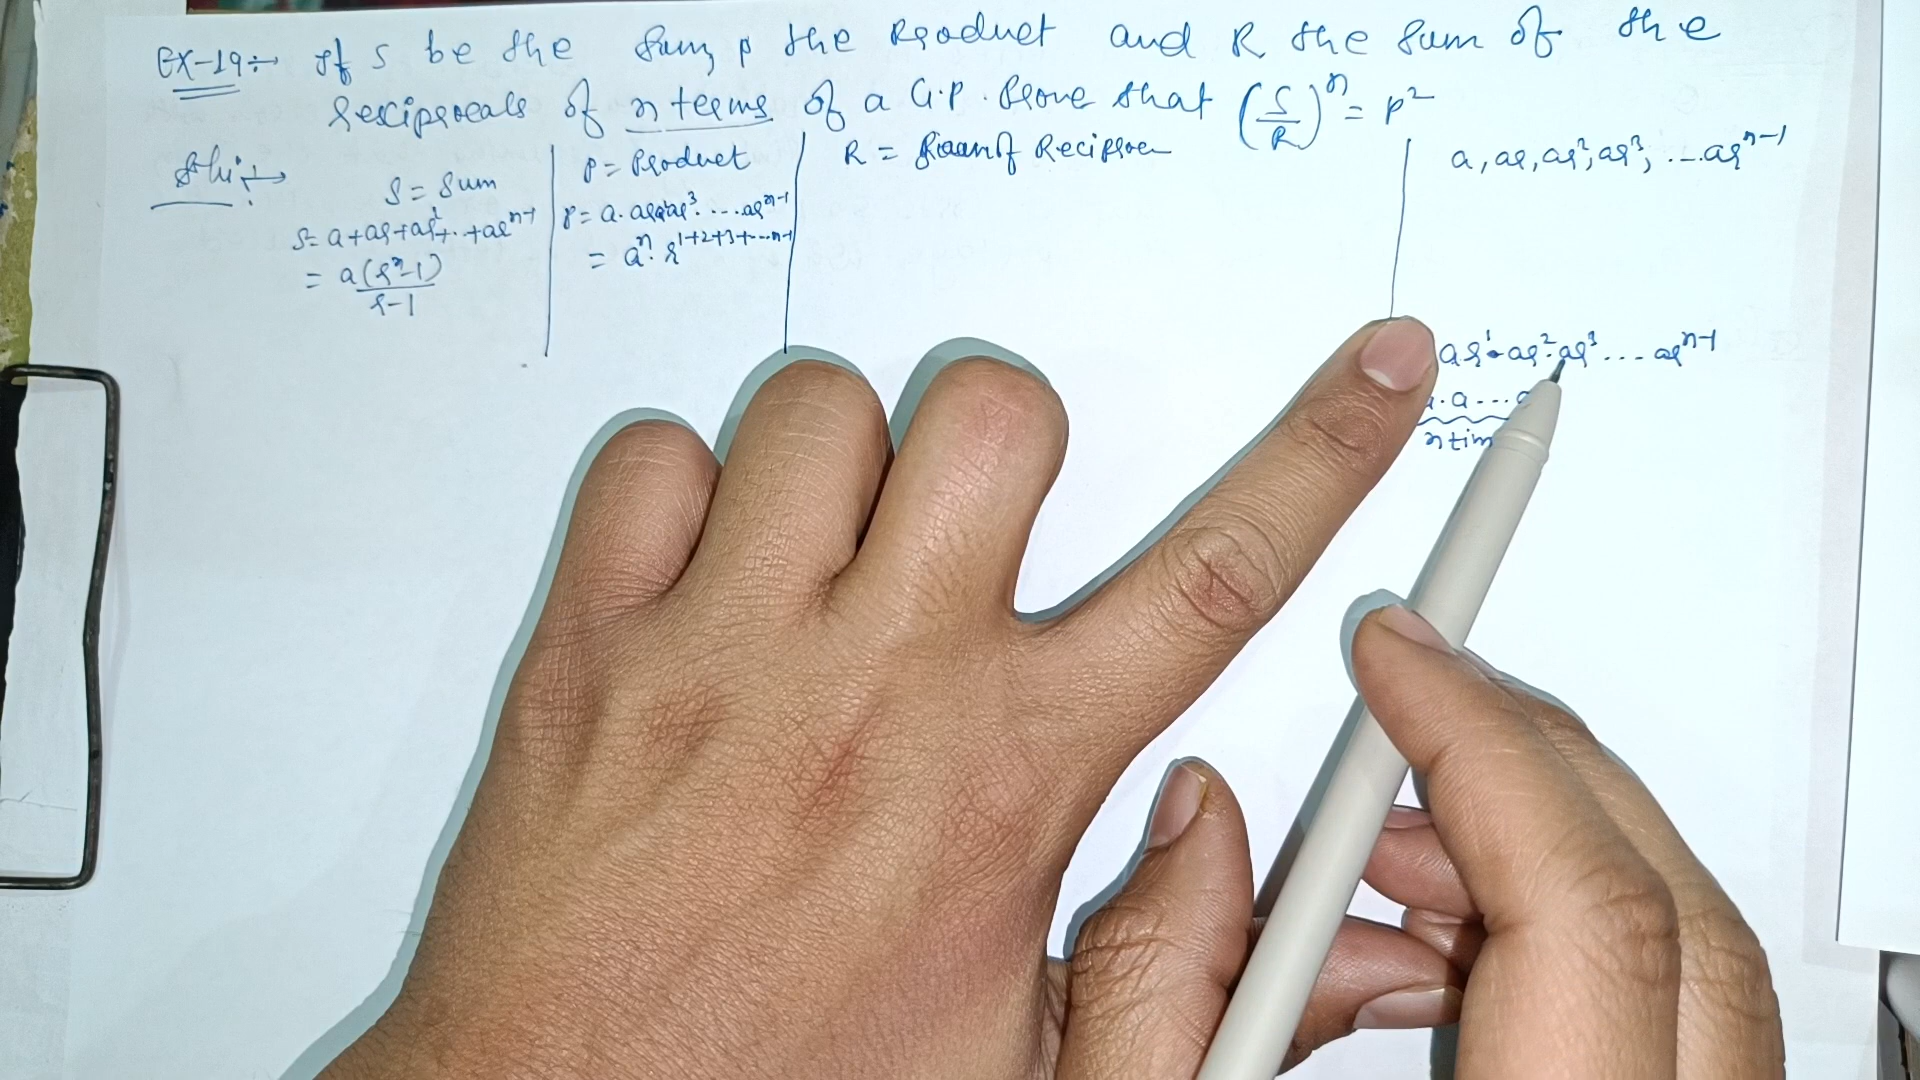 Ex-19 :→ If S be the Sum, p the Product and R the Sum of the
Reciprocals of n terms of a G.P. Prove that (S/R)^n = p^2
Soln :→
S = Sum
S = a + ar + ar^2 + .. + ar^n-1
= a(r^n-1)/r-1
P = Product
P = a. ar. ar^2. ar^3. .... ar^n-1
= a^n. r^1+2+3+....n-1
R = Sum of Reciproca
a, ar, ar^2, ar^3, .... ar^n-1
ar^1. ar^2. ar^3 .... ar^n-1
. a ...
n tim